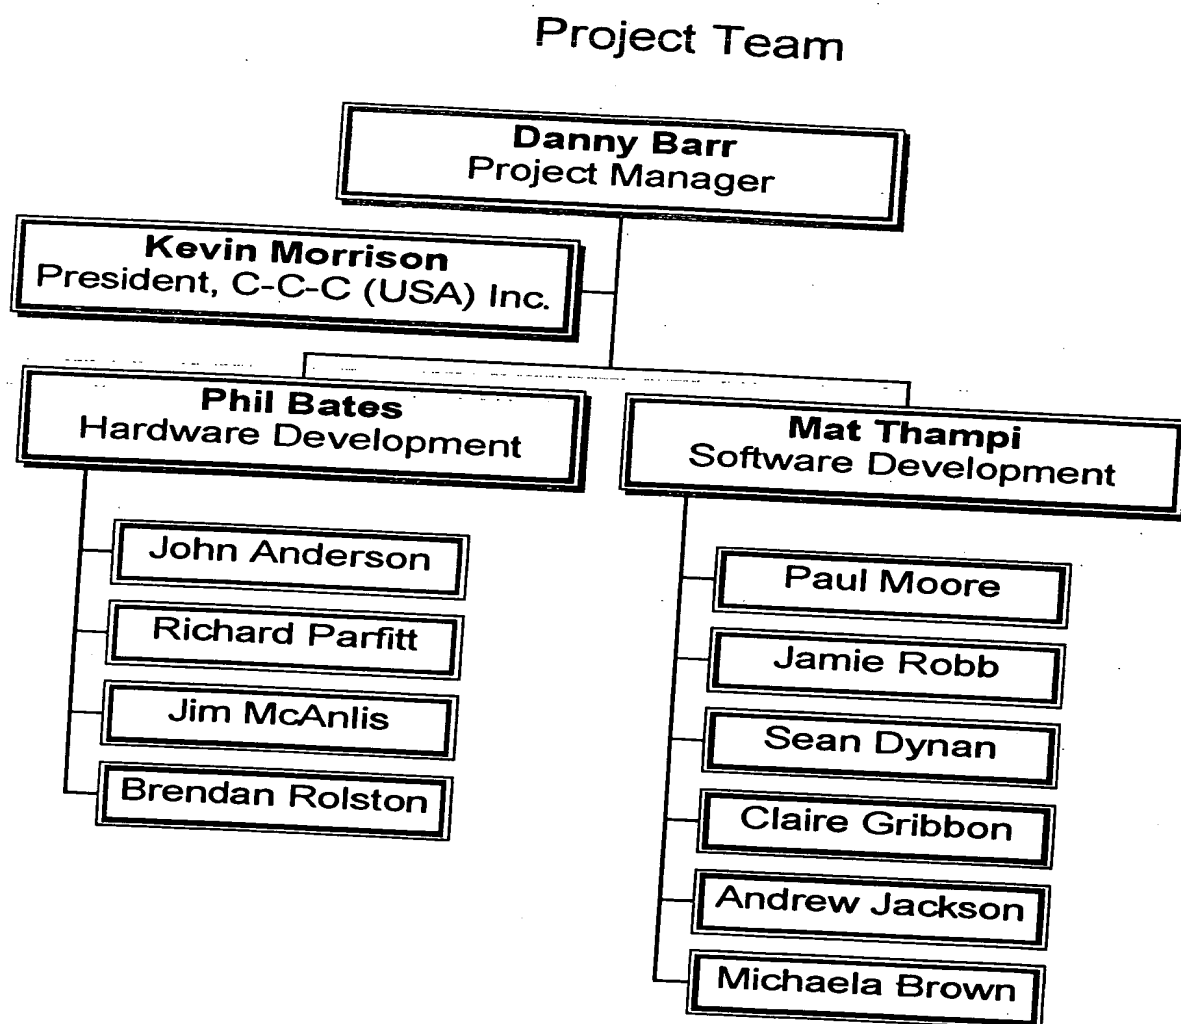 Project Team
Danny Barr
Project Manager
Kevin Morrison
President, C-C-C (USA) Inc.
Phil Bates
Hardware Development
John Anderson
Richard Parfitt
Jim McAnlis
Brendan Rolston
Mat Thampi
Software Development
Paul Moore
Jamie Robb
Sean Dynan
Claire Gribbon
Andrew Jackson
Michaela Brown